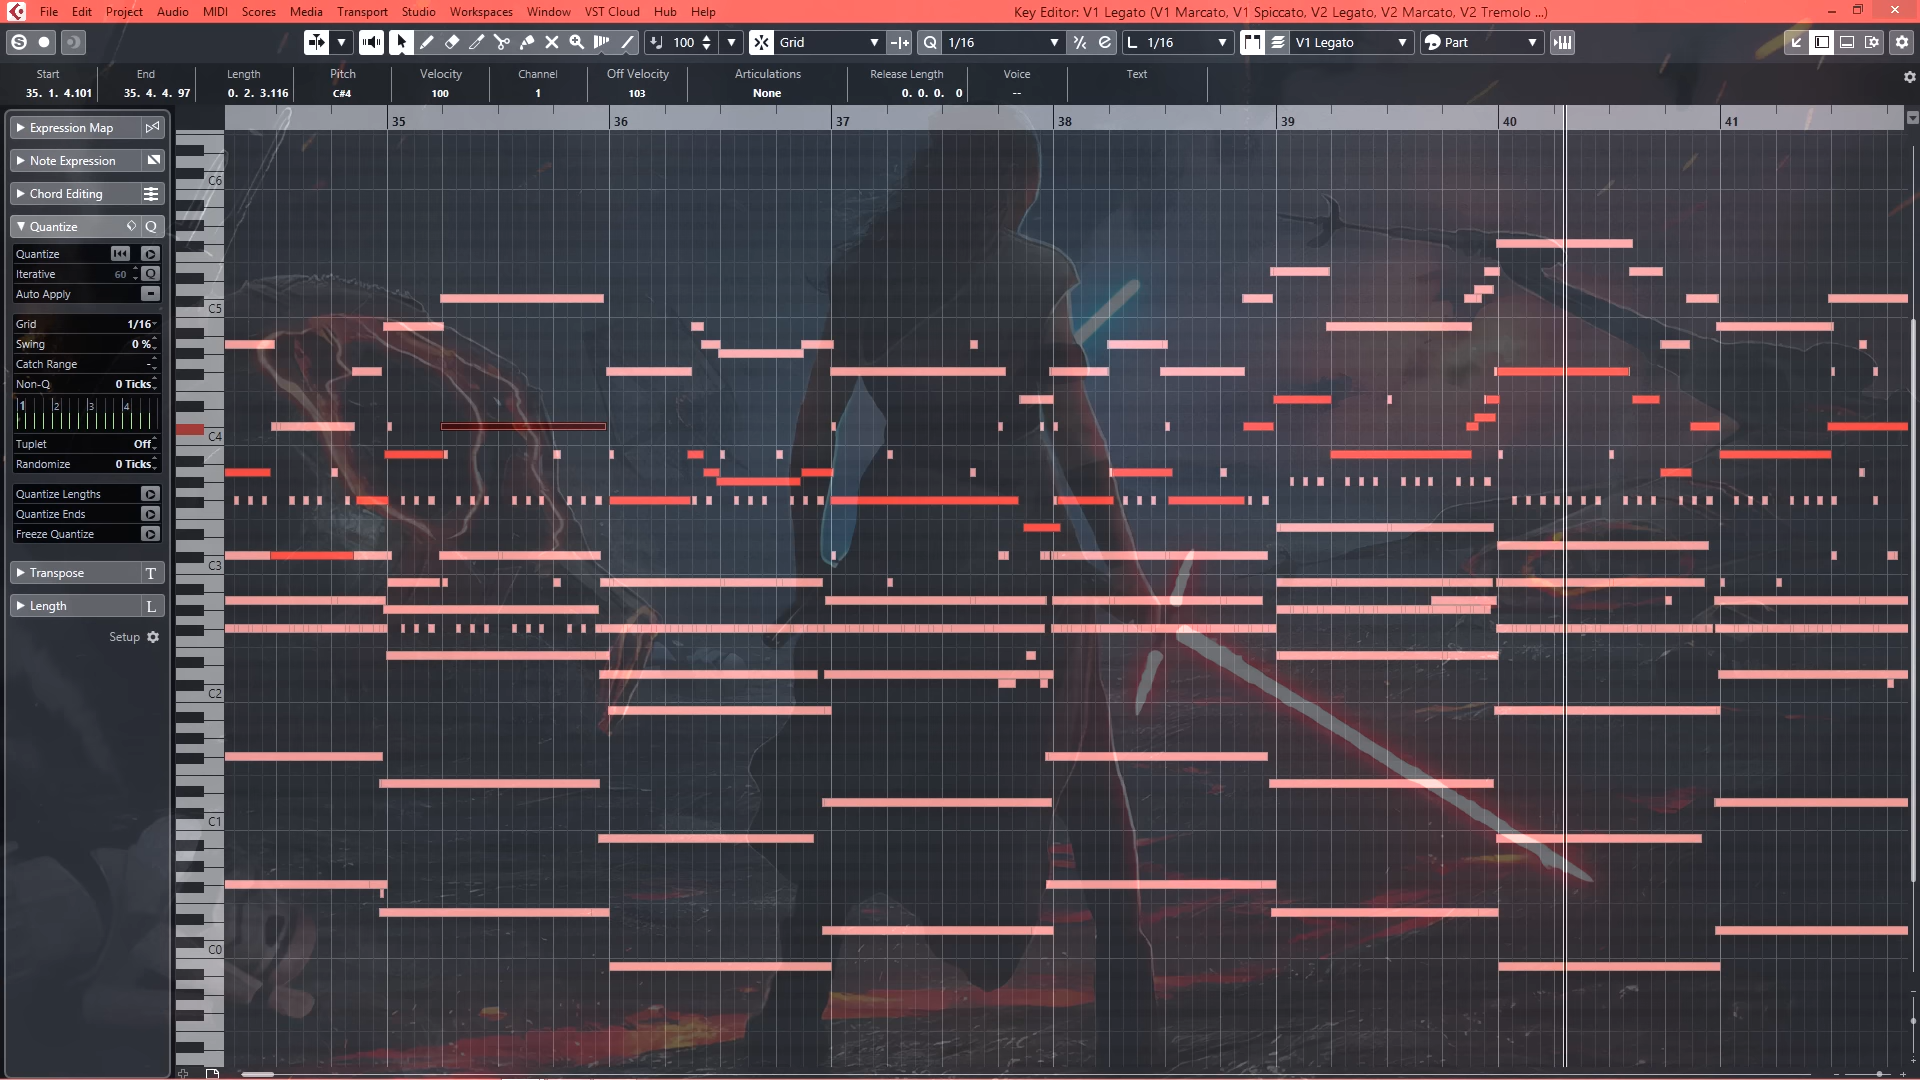 File Edit Project Audio MIDI Scores Media Transport Studio Workspaces Window VST Cloud Hub Help Key Editor: V1 Legato (V1 Marcato, V1 Spiccato, V2 Legato, V2 Marcato, V2 Tremolo ...)
S 100 Grid Q 1/16 L 1/16 V1 Legato Part
Start End Length Pitch Velocity Channel Off Velocity Articulations Release Length Voice Text
35. 1. 4.101 35. 4. 4. 97 0. 2. 3.116 C#4 100 1 103 None 0. 0. 0. 0 --
35 36 37 38 39 40 41
Expression Map
Note Expression
Chord Editing
Quantize Q
Quantize
Iterative 60 Q
Auto Apply
Grid 1/16
Swing 0 %
Catch Range -
Non-Q 0 Ticks
1 2 3 4
Tuplet Off
Randomize 0 Ticks
Quantize Lengths
Quantize Ends
Freeze Quantize
Transpose T
Length L
Setup
C6
C5
C4
C3
C2
C1
C0